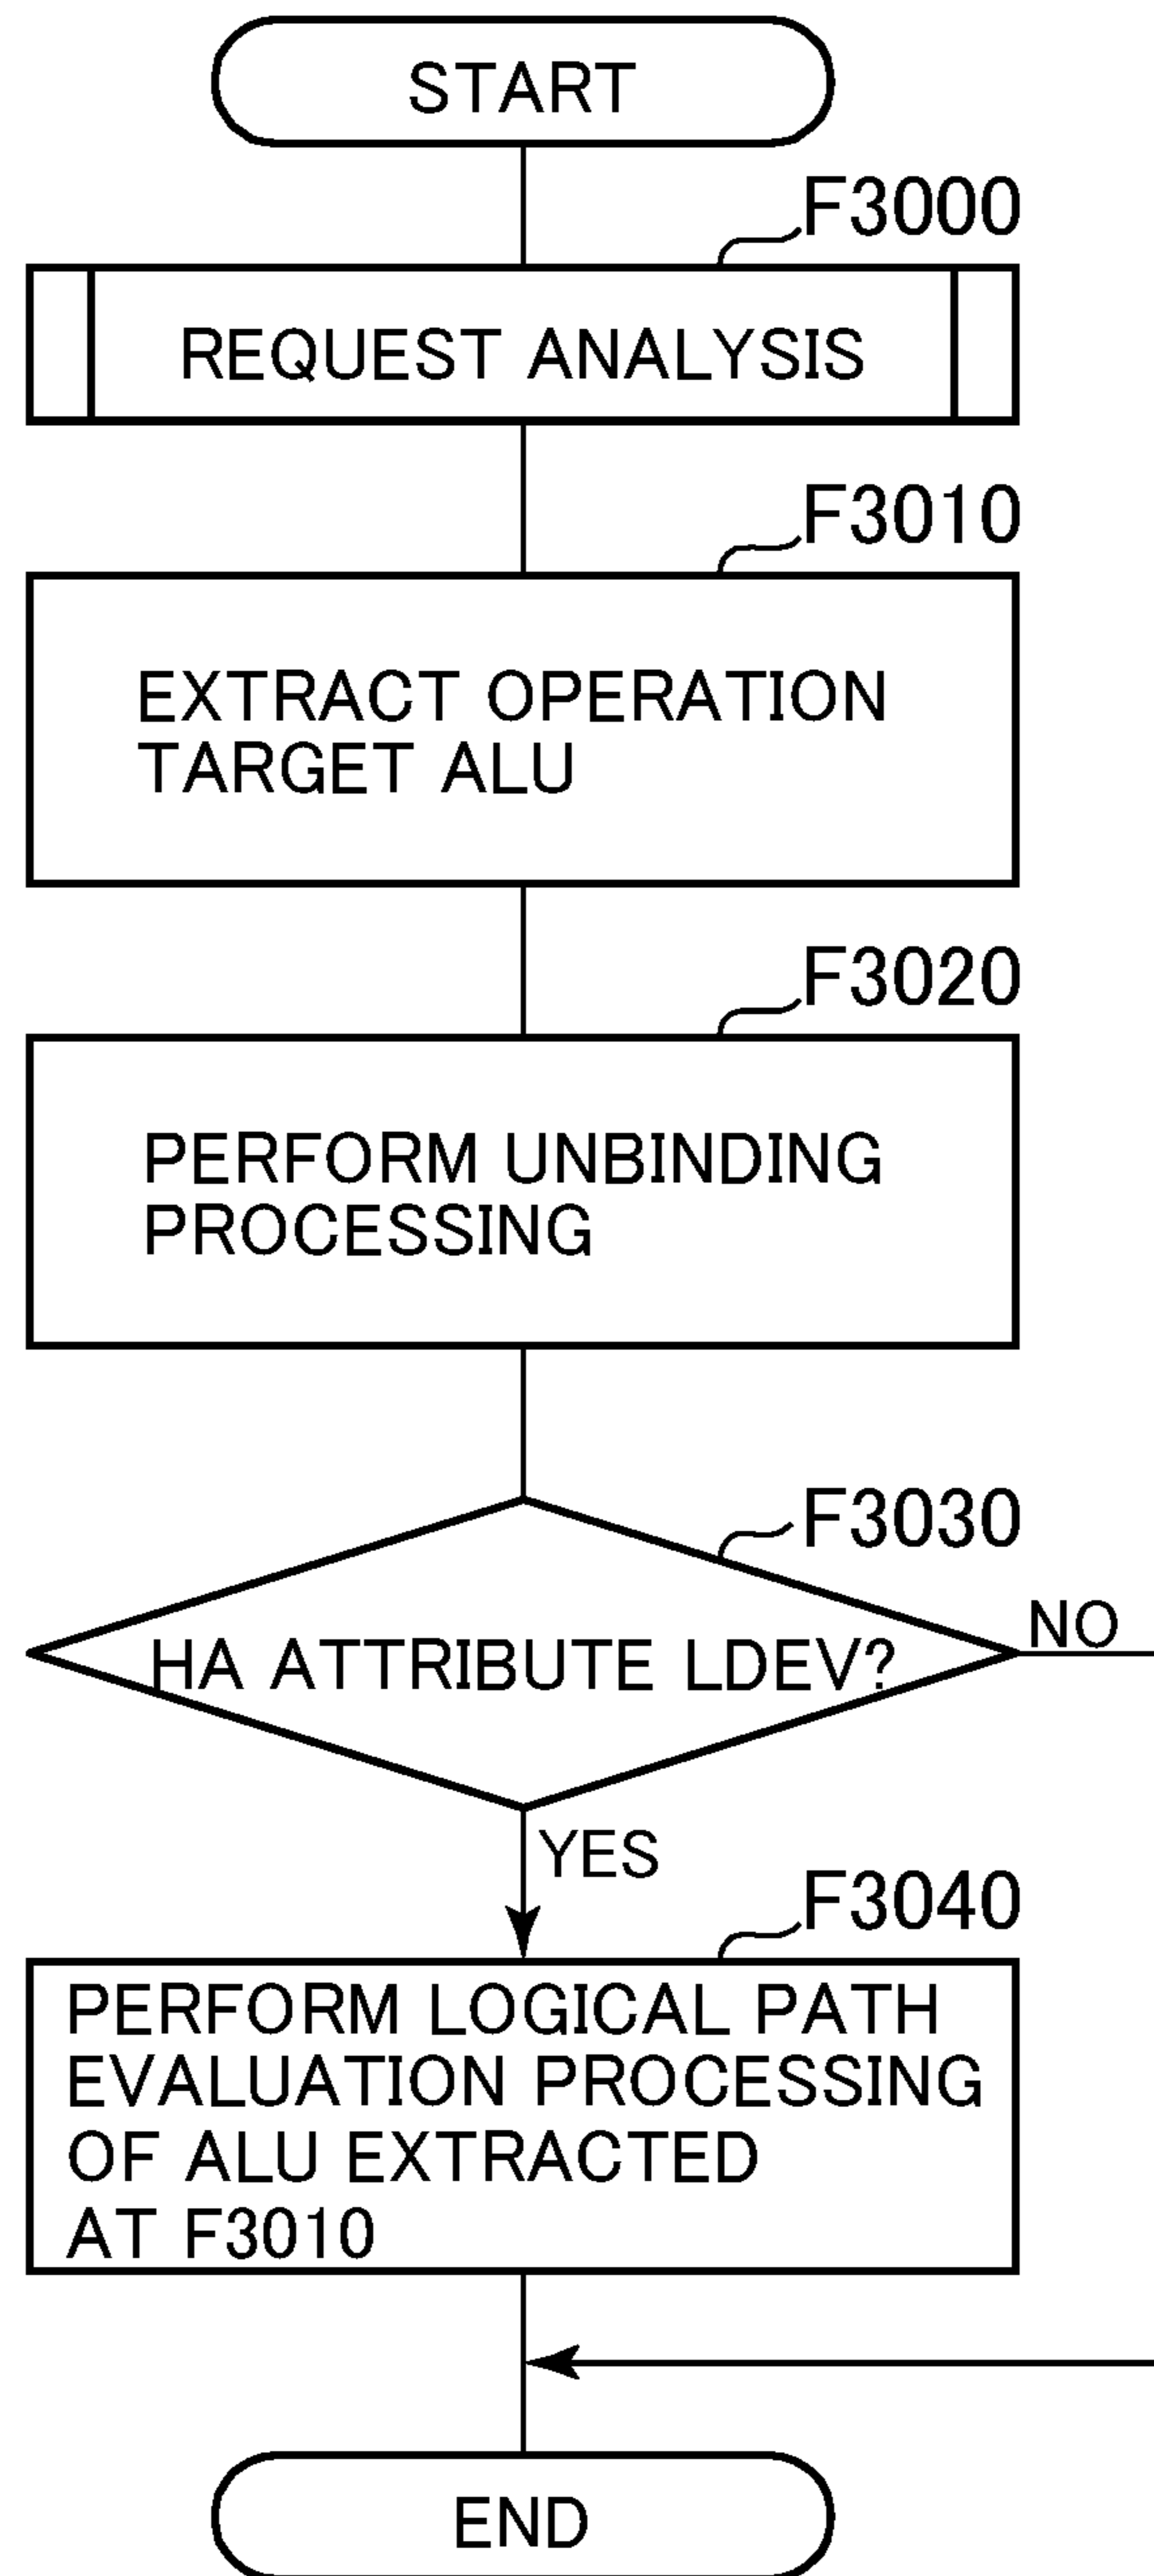 START
F3000
REQUEST ANALYSIS
F3010
EXTRACT OPERATION
TARGET ALU
F3020
PERFORM UNBINDING
PROCESSING
F3030
HA ATTRIBUTE LDEV?
NO
YES
F3040
PERFORM LOGICAL PATH
EVALUATION PROCESSING
OF ALU EXTRACTED
AT F3010
END